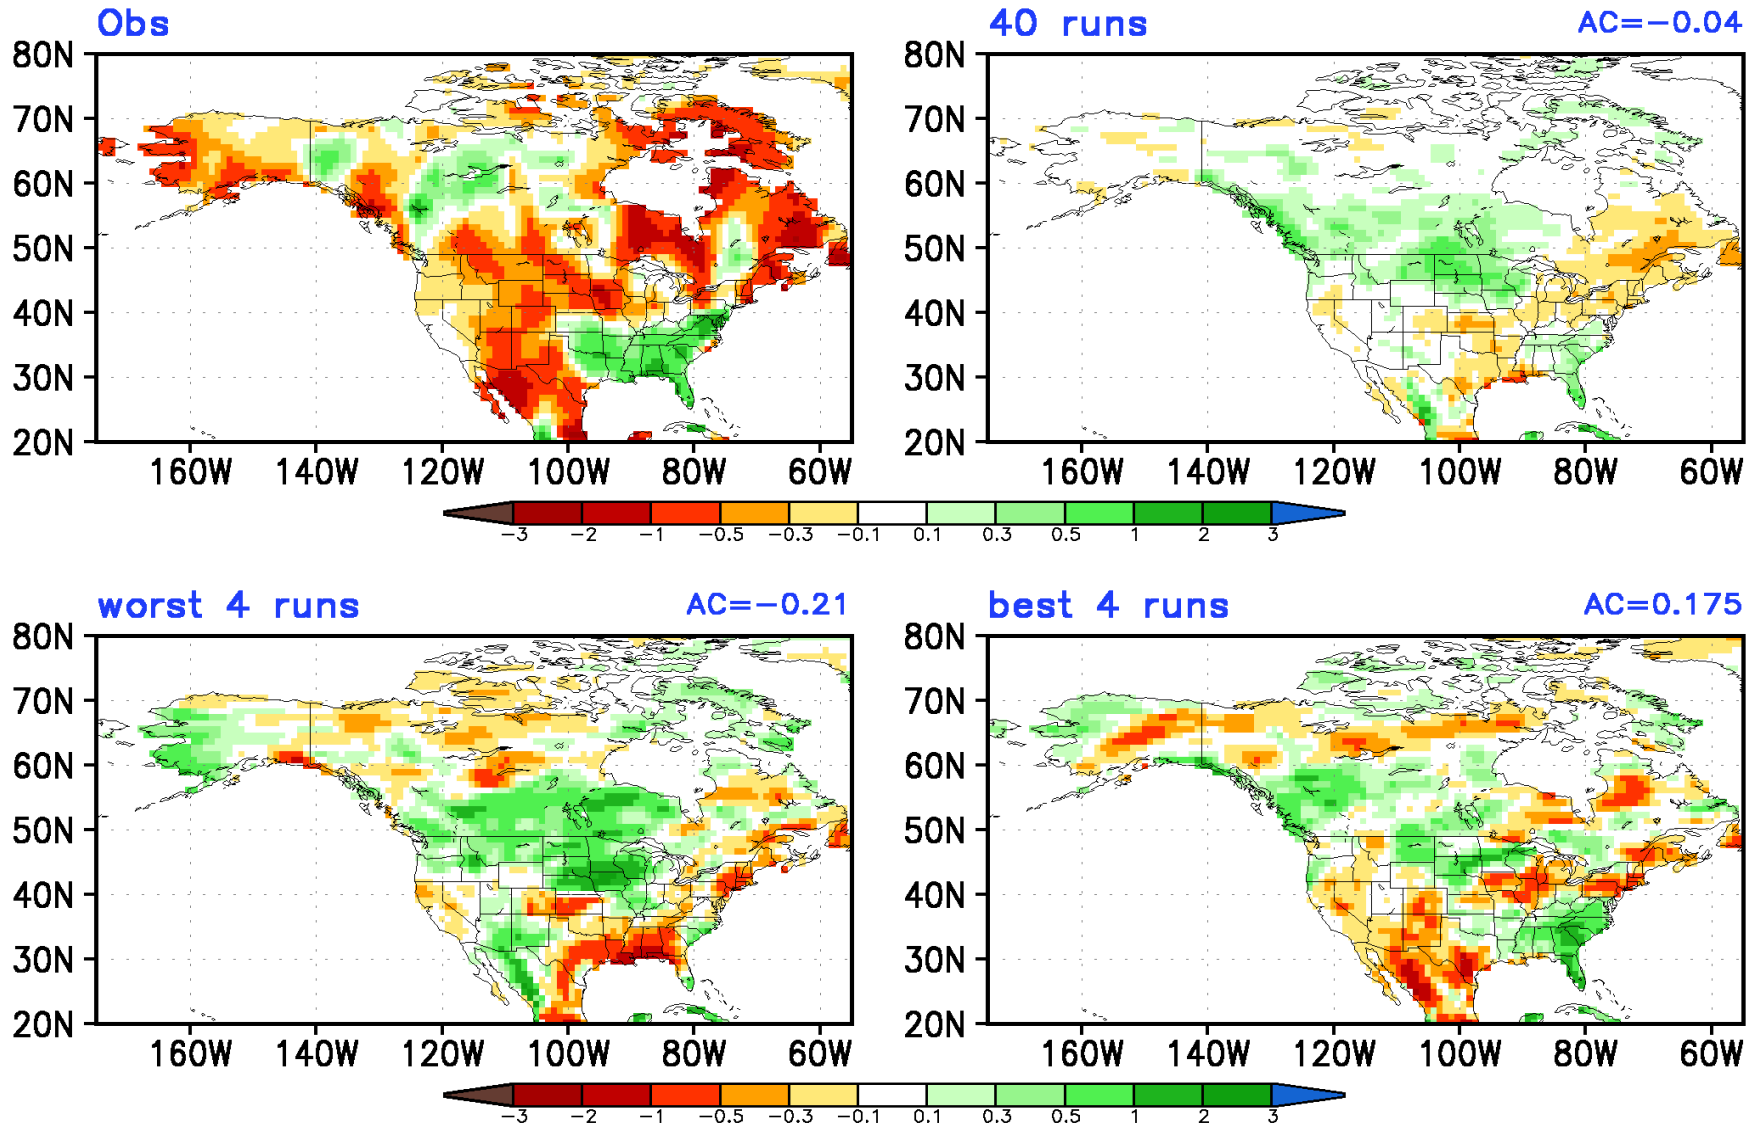 Obs
40 runs AC=-0.04
80N 80N
70N 70N
60N 60N
50N 50N
40N 40N
30N 30N
20N 20N
160W 140W 120W 100W 80W 60W 160W 140W 120W 100W 80W 60W
-3 -2 -1 -0.5 -0.3 -0.1 0.1 0.3 0.5 1 2 3
worst 4 runs AC=-0.21
best 4 runs AC=0.175
80N 80N
70N 70N
60N 60N
50N 50N
40N 40N
30N 30N
20N 20N
160W 140W 120W 100W 80W 60W 160W 140W 120W 100W 80W 60W
-3 -2 -1 -0.5 -0.3 -0.1 0.1 0.3 0.5 1 2 3